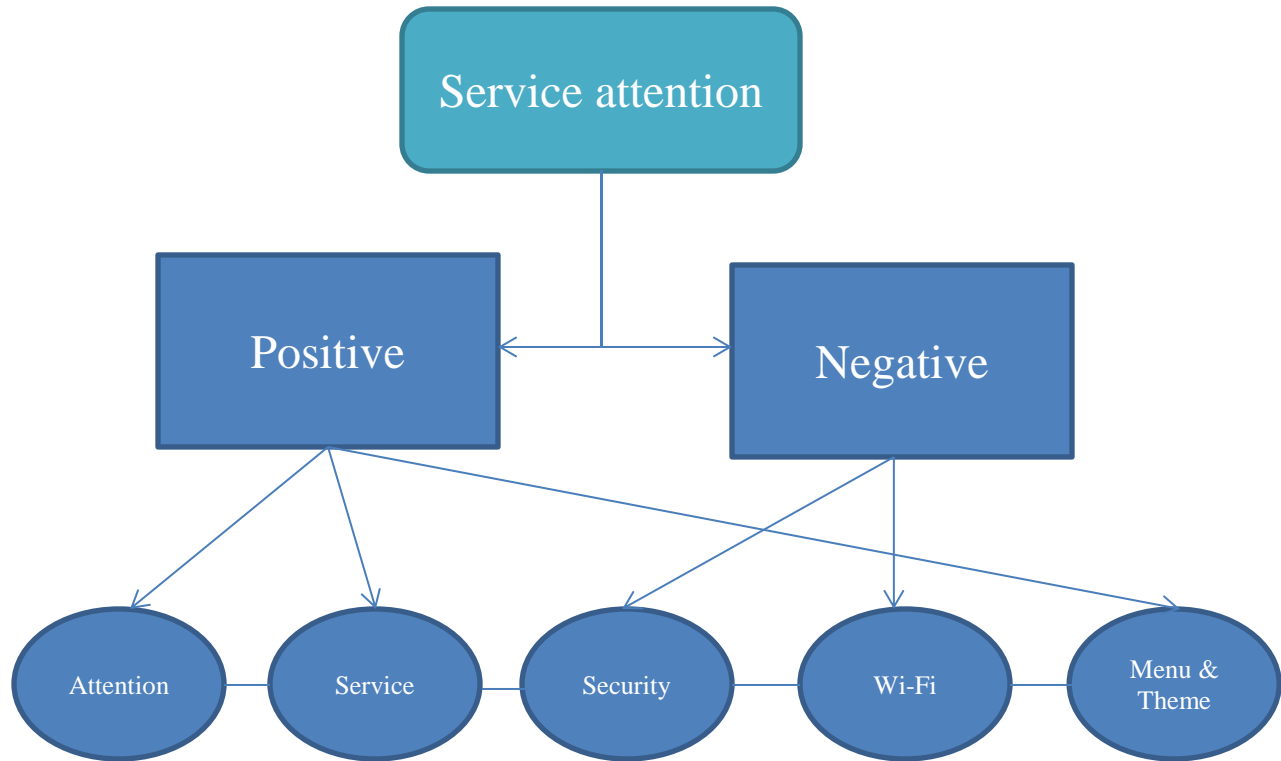 Service attention
Positive
Negative
Attention
Service
Security
Wi-Fi
Menu &
Theme